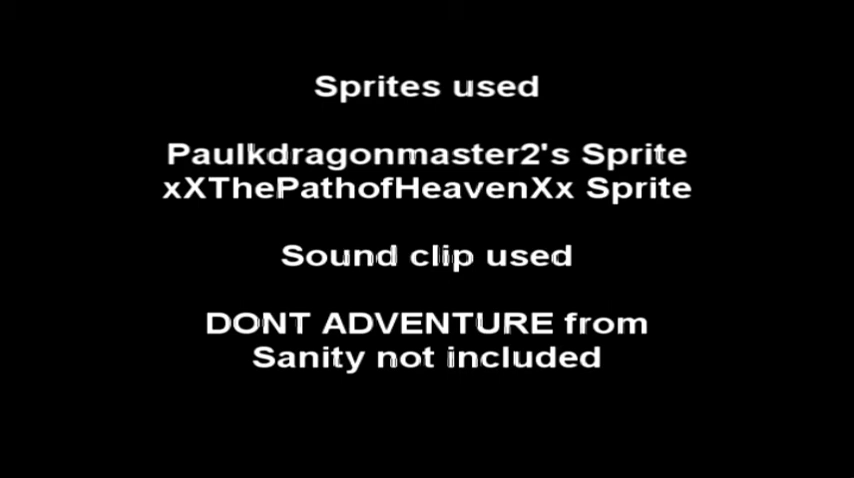 Sprites used
Paulkdragonmaster2's Sprite
xXThePathofHeavenXx Sprite
Sound clip used
DONT ADVENTURE from
Sanity not included